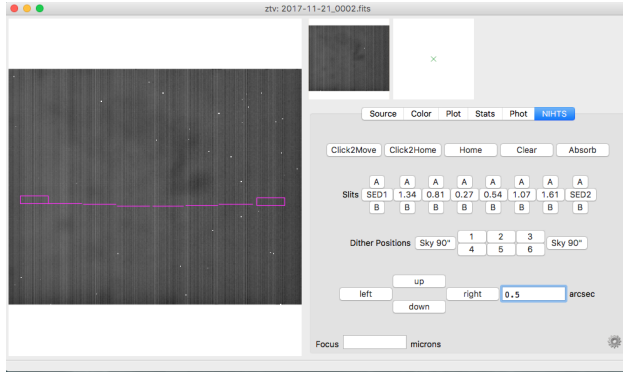 ztv: 2017-11-21_0002.fits
Source Color Plot Stats Phot NIHTS
Click2Move Click2Home Home Clear Absorb
A A A A A A A A
Slits SED1 1.34 0.81 0.27 0.54 1.07 1.61 SED2
B B B B B B B B
Dither Positions Sky 90" 1 2 3 Sky 90"
4 5 6
up
left right 0.5 arcsec
down
Focus microns